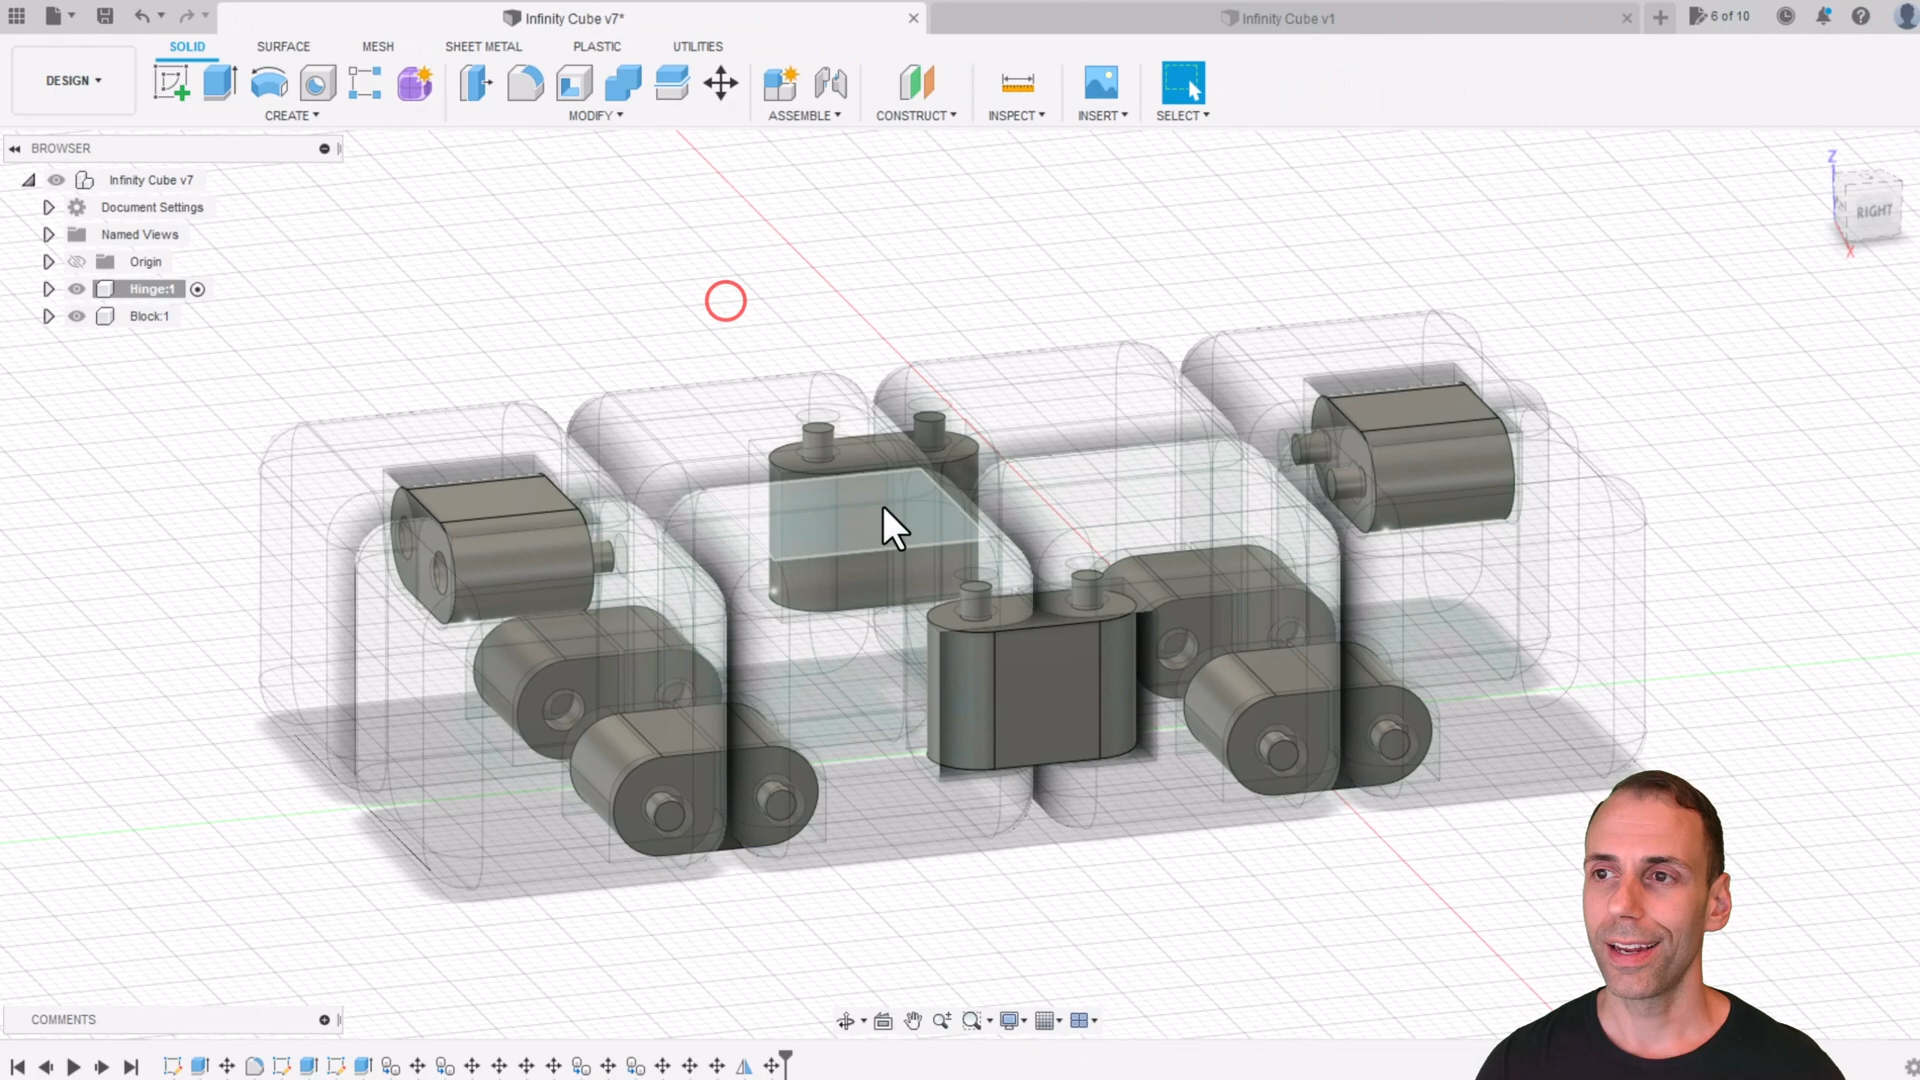 Infinity Cube v7*
Infinity Cube v1
6 of 10
DESIGN
SOLID
SURFACE
MESH
SHEET METAL
PLASTIC
UTILITIES
CREATE
MODIFY
ASSEMBLE
CONSTRUCT
INSPECT
INSERT
SELECT
BROWSER
Infinity Cube v7
Document Settings
Named Views
Origin
Hinge:1
Block:1
Z
RIGHT
X
COMMENTS